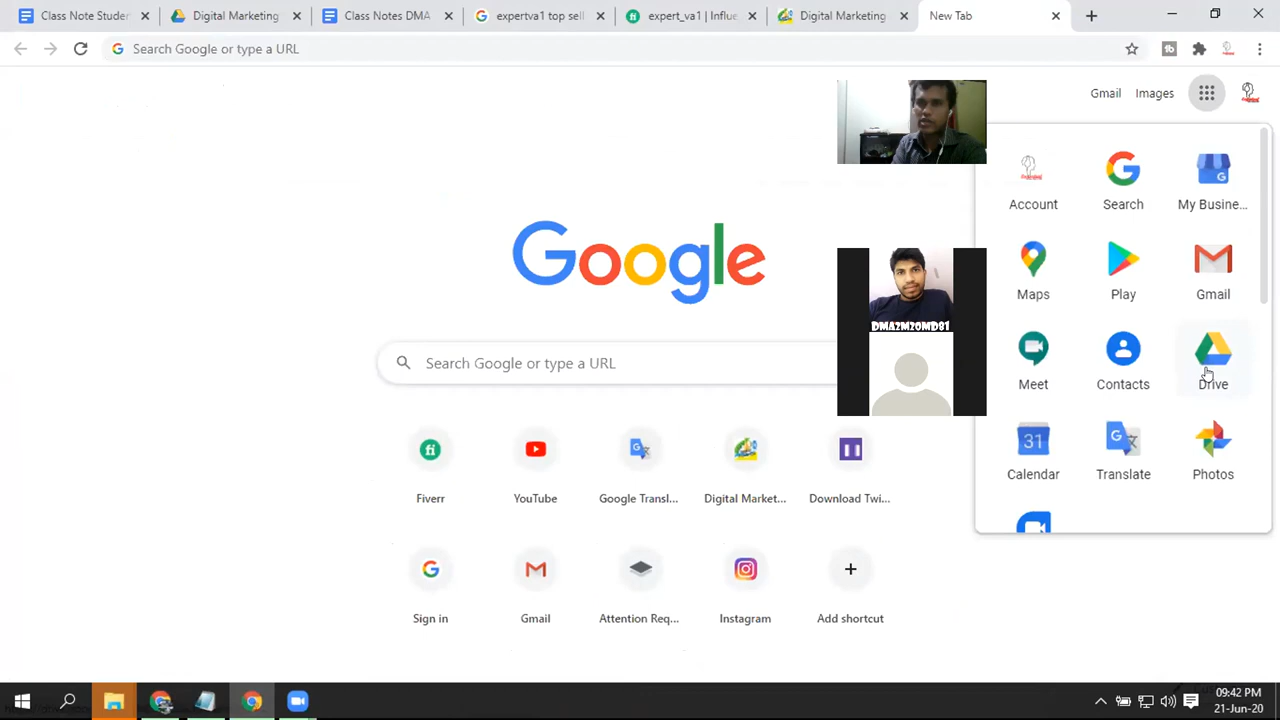 Class Note Studen
Digital Marketing
Class Notes DMA
expertva1 top sell
expert_va1 | Influe
Digital Marketing
New Tab
Search Google or type a URL
Gmail
Images
Account
Search
My Busine...
Google
Maps
Play
Gmail
DMA2M20MD81
Search Google or type a URL
Meet
Contacts
Drive
31
Calendar
Translate
Photos
Fiverr
YouTube
Google Transl...
Digital Market...
Download Twi...
Sign in
Gmail
Attention Req...
Instagram
Add shortcut
09:42 PM
21-Jun-20